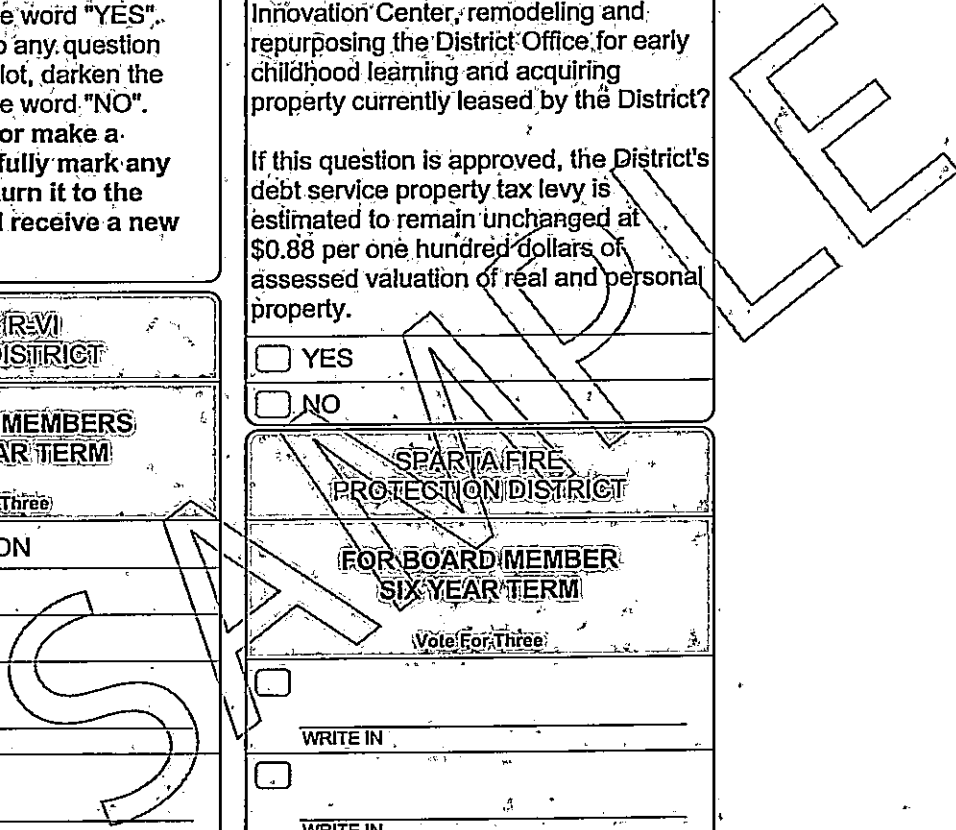 e word "YES".
any question
lot, darken the
e word "NO".
or make a
fully mark any
urn it to the
receive a new
R-VI
DISTRICT
MEMBERS
AR TERM
Three
ON
Innovation Center, remodeling and
repurposing the District Office for early
childhood learning and acquiring
property currently leased by the District?
If this question is approved, the District's
debt service property tax levy is
estimated to remain unchanged at
$0.88 per one hundred dollars of
assessed valuation of real and personal
property.
YES
NO
SPARTA FIRE
PROTECTION DISTRICT
FOR BOARD MEMBER
SIX YEAR TERM
Vote For Three
WRITE IN
WRITE IN
SAMPLE